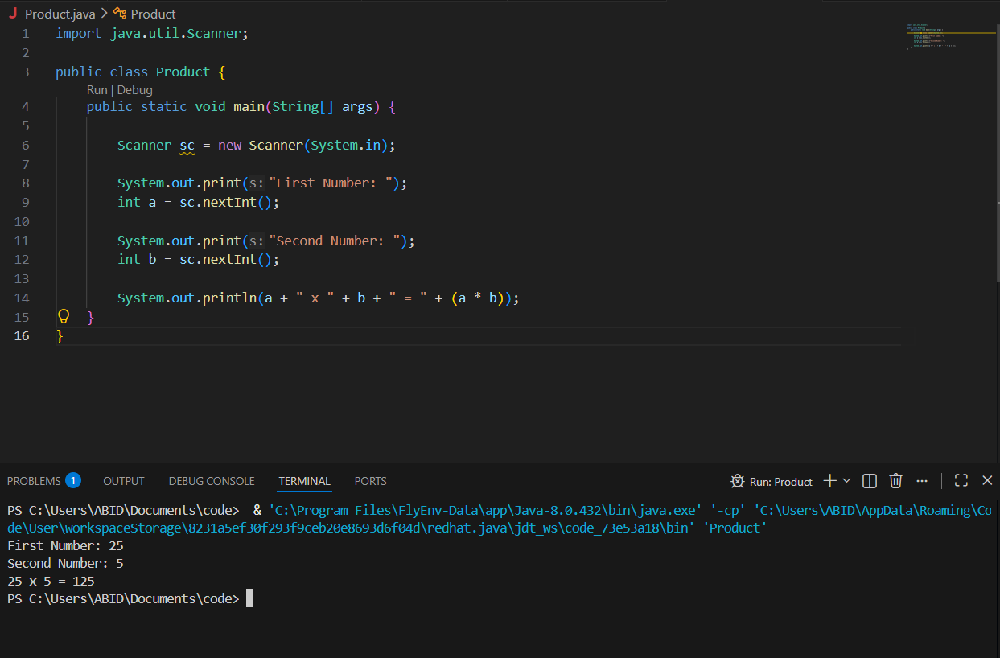 Product.java > Product
1 import java.util.Scanner;
2
3 public class Product {
Run | Debug
4 public static void main(String[] args) {
5
6 Scanner sc = new Scanner(System.in);
7
8 System.out.print(s: "First Number: ");
9 int a = sc.nextInt();
10
11 System.out.print(s: "Second Number: ");
12 int b = sc.nextInt();
13
14 System.out.println(a + " x " + b + " = " + (a * b));
15 }
16 }
PROBLEMS 1 OUTPUT DEBUG CONSOLE TERMINAL PORTS Run: Product
PS C:\Users\ABID\Documents\code> & 'C:\Program Files\FlyEnv-Data\app\Java-8.0.432\bin\java.exe' '-cp' 'C:\Users\ABID\AppData\Roaming\Co
de\User\workspaceStorage\8231a5ef30f293f9ceb20e8693d6f04d\redhat.java\jdt_ws\code_73e53a18\bin' 'Product'
First Number: 25
Second Number: 5
25 x 5 = 125
PS C:\Users\ABID\Documents\code>